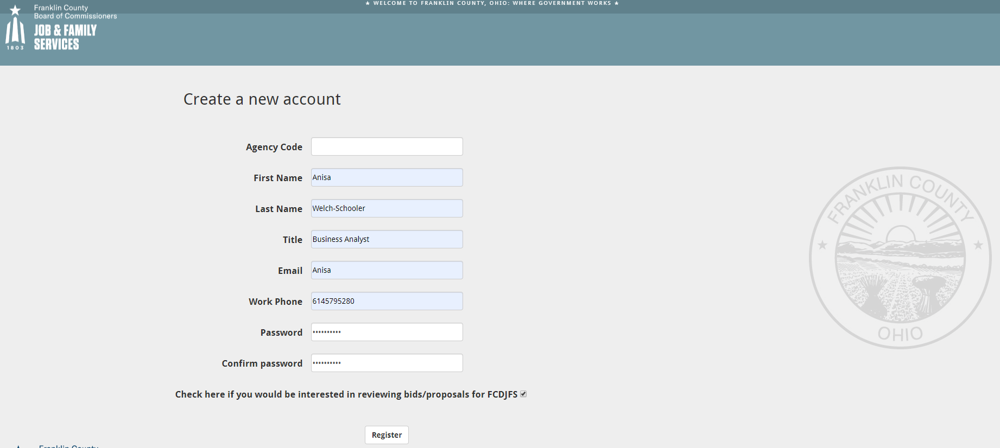 ★ WELCOME TO FRANKLIN COUNTY, OHIO: WHERE GOVERNMENT WORKS ★
Franklin County
Board of Commissioners
JOB & FAMILY
SERVICES
1803
Create a new account
Agency Code
First Name Anisa
Last Name Welch-Schooler
Title Business Analyst
Email Anisa
Work Phone 6145795280
Password ••••••••••
Confirm password ••••••••••
Check here if you would be interested in reviewing bids/proposals for FCDJFS
Register
FRANKLIN COUNTY
OHIO
Franklin County